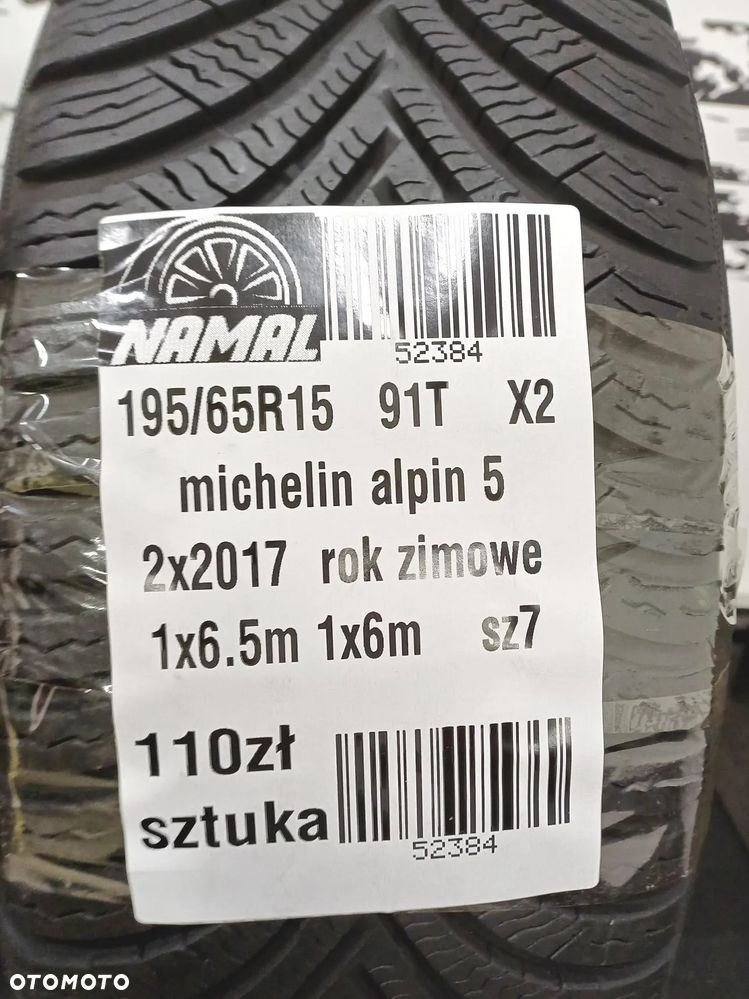 NAMAL
52384
195/65R15 91T X2
michelin alpin 5
2x2017 rok zimowe
1x6.5m 1x6m sz7
110zł
sztuka
52384
OTOMOTO